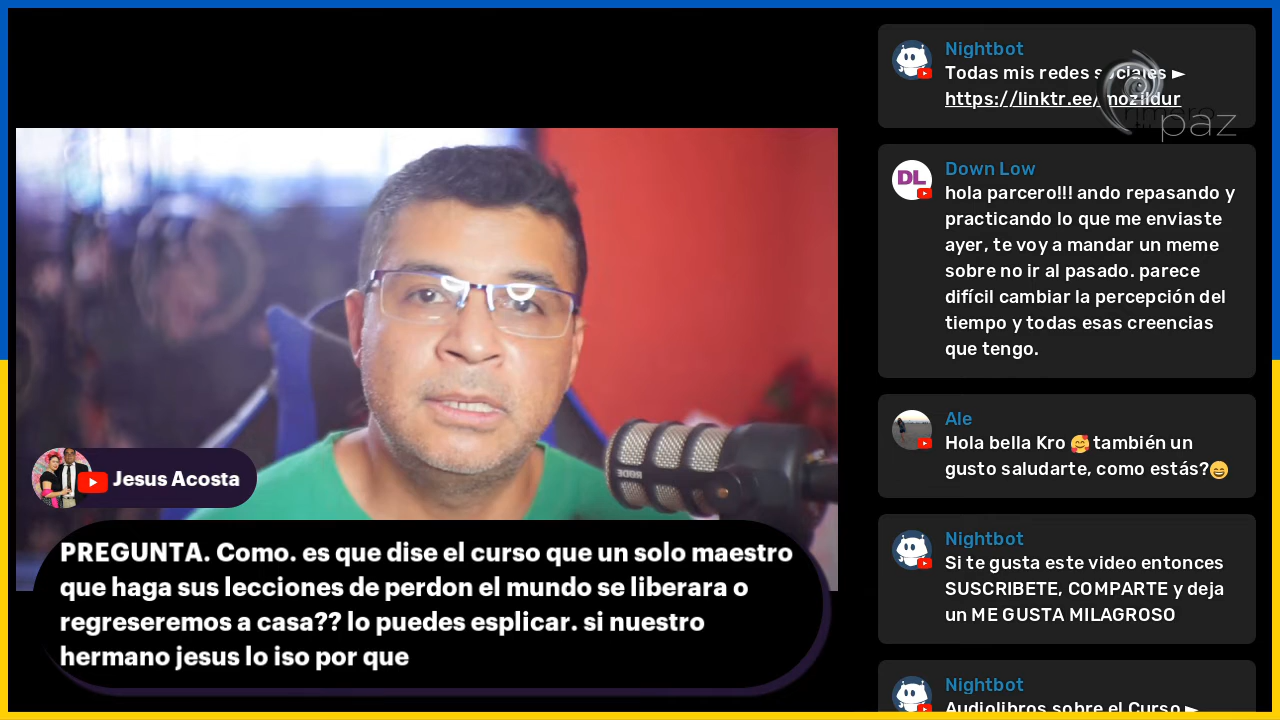 Nightbot
Todas mis redes sociales ►
https://linktr.ee/mozildur
primero
paz
DL
Down Low
hola parcero!!! ando repasando y
practicando lo que me enviaste
ayer, te voy a mandar un meme
sobre no ir al pasado. parece
difícil cambiar la percepción del
tiempo y todas esas creencias
que tengo.
Ale
Hola bella Kro 🥰 también un
gusto saludarte, como estás?😄
Nightbot
Si te gusta este video entonces
SUSCRIBETE, COMPARTE y deja
un ME GUSTA MILAGROSO
Nightbot
Audiolibros sobre el Curso ►
RODE
Jesus Acosta
PREGUNTA. Como. es que dise el curso que un solo maestro
que haga sus lecciones de perdon el mundo se liberara o
regreseremos a casa?? lo puedes esplicar. si nuestro
hermano jesus lo iso por que